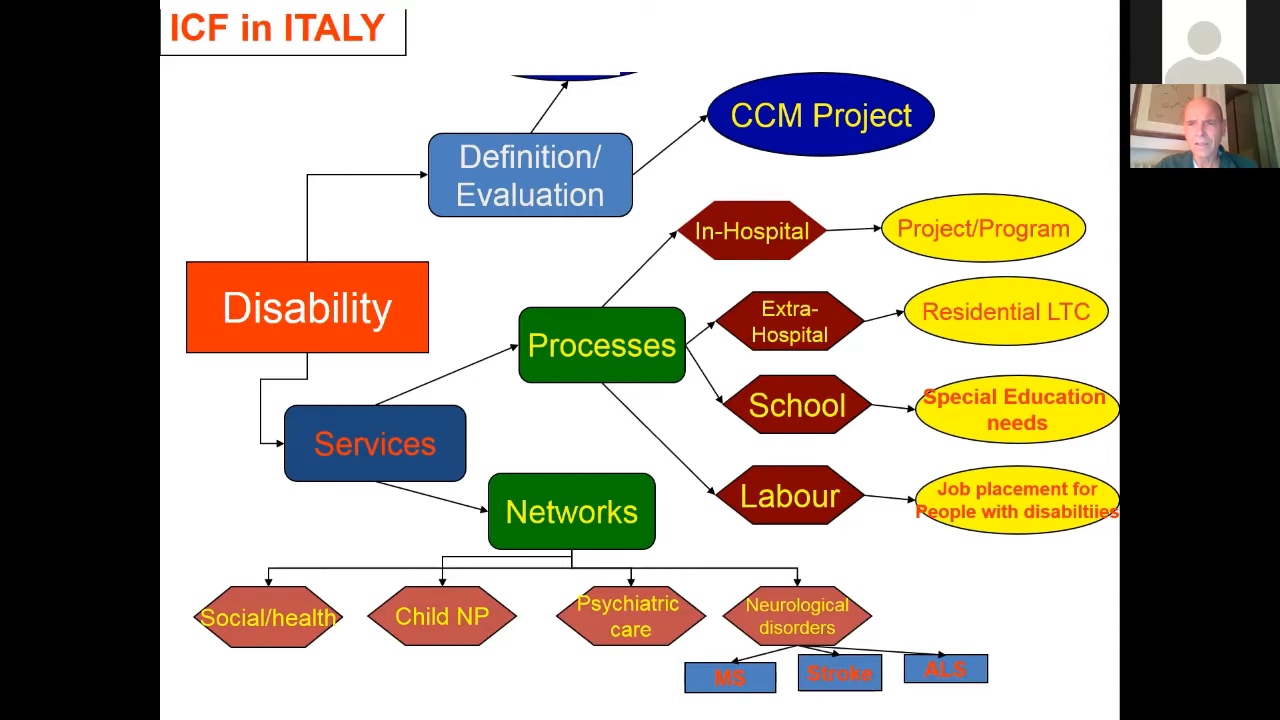 ICF in ITALY
CCM Project
Definition/
Evaluation
In-Hospital
Project/Program
Disability
Extra-
Hospital
Residential LTC
Processes
School
Special Education
needs
Services
Labour
Job placement for
People with disabiltiies
Networks
Social/health
Child NP
Psychiatric
care
Neurological
disorders
MS
Stroke
ALS